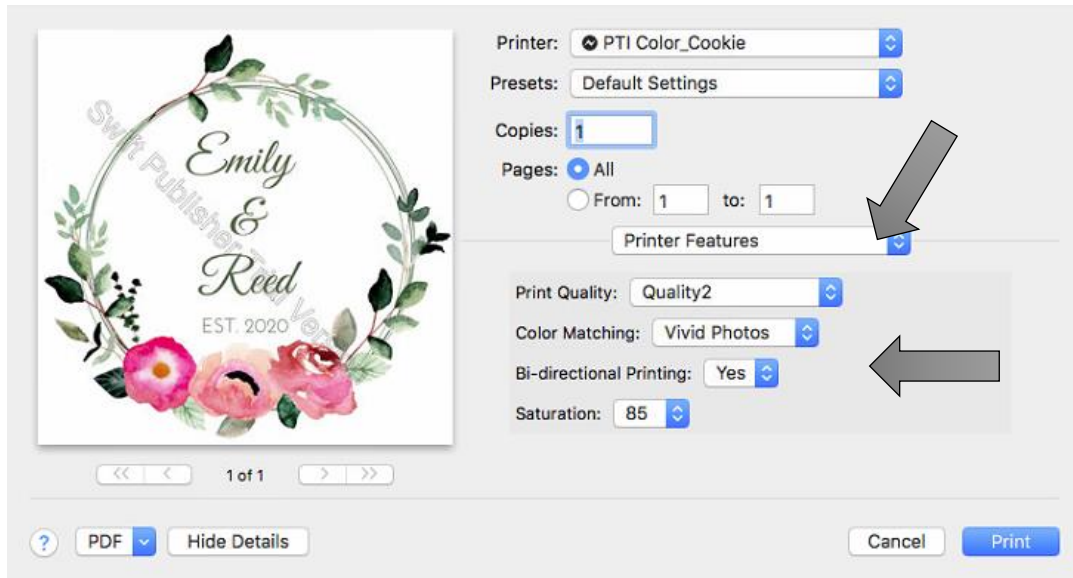 Printer: PTI Color_Cookie
Presets: Default Settings
Copies: 1
Pages: All
From: 1 to: 1
Printer Features
Print Quality: Quality2
Color Matching: Vivid Photos
Bi-directional Printing: Yes
Saturation: 85
Emily
&
Reed
EST. 2020
Swift Publisher Trial Ver
<< < 1 of 1 > >>
? PDF Hide Details Cancel Print